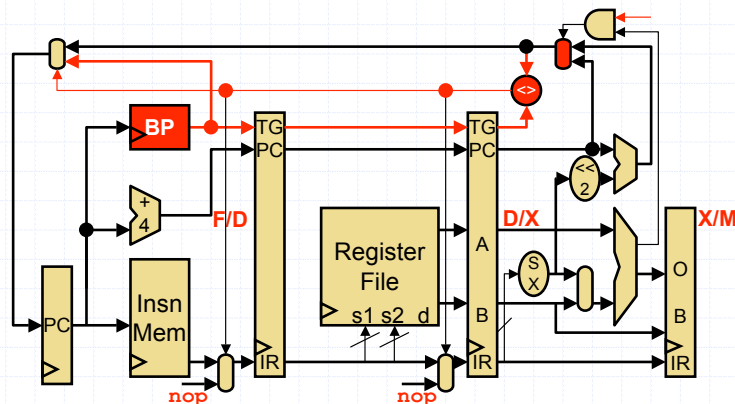 <>
BP
TG
TG
PC
PC
<<
2
+
4
F/D
D/X
X/M
Register
File
A
S
X
O
Insn
Mem
PC
s1 s2 d
B
B
IR
IR
IR
nop
nop